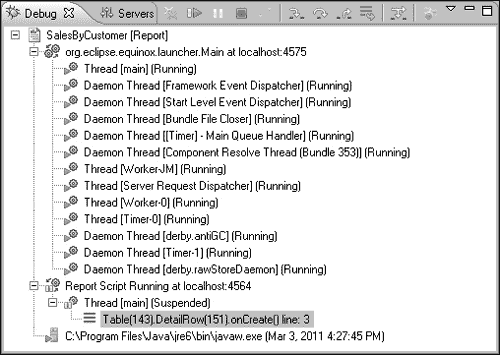 Debug Servers
SalesByCustomer [Report]
org.eclipse.equinox.launcher.Main at localhost:4575
Thread [main] (Running)
Daemon Thread [Framework Event Dispatcher] (Running)
Daemon Thread [Start Level Event Dispatcher] (Running)
Daemon Thread [Bundle File Closer] (Running)
Daemon Thread [[Timer] - Main Queue Handler] (Running)
Daemon Thread [Component Resolve Thread (Bundle 353)] (Running)
Thread [Worker-JM] (Running)
Thread [Server Request Dispatcher] (Running)
Thread [Worker-0] (Running)
Thread [Timer-0] (Running)
Daemon Thread [derby.antiGC] (Running)
Daemon Thread [Timer-1] (Running)
Daemon Thread [derby.rawStoreDaemon] (Running)
Report Script Running at localhost:4564
Thread [main] (Suspended)
Table(143).DetailRow(151).onCreate() line: 3
C:\Program Files\Java\jre6\bin\javaw.exe (Mar 3, 2011 4:27:45 PM)